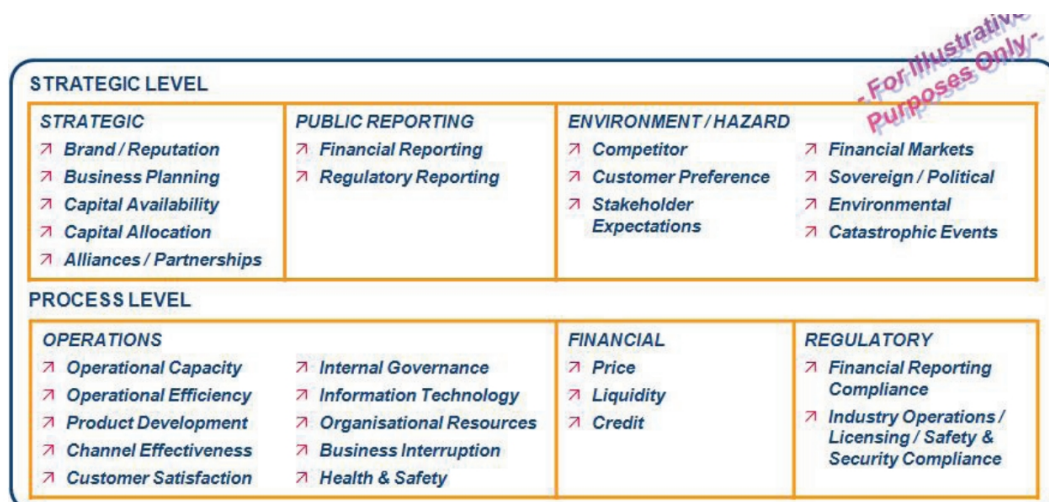 - For Illustrative
Purposes Only -
STRATEGIC LEVEL
STRATEGIC
Brand / Reputation
Business Planning
Capital Availability
Capital Allocation
Alliances / Partnerships
PUBLIC REPORTING
Financial Reporting
Regulatory Reporting
ENVIRONMENT / HAZARD
Competitor
Customer Preference
Stakeholder
Expectations
Financial Markets
Sovereign / Political
Environmental
Catastrophic Events
PROCESS LEVEL
OPERATIONS
Operational Capacity
Operational Efficiency
Product Development
Channel Effectiveness
Customer Satisfaction
Internal Governance
Information Technology
Organisational Resources
Business Interruption
Health & Safety
FINANCIAL
Price
Liquidity
Credit
REGULATORY
Financial Reporting
Compliance
Industry Operations /
Licensing / Safety &
Security Compliance